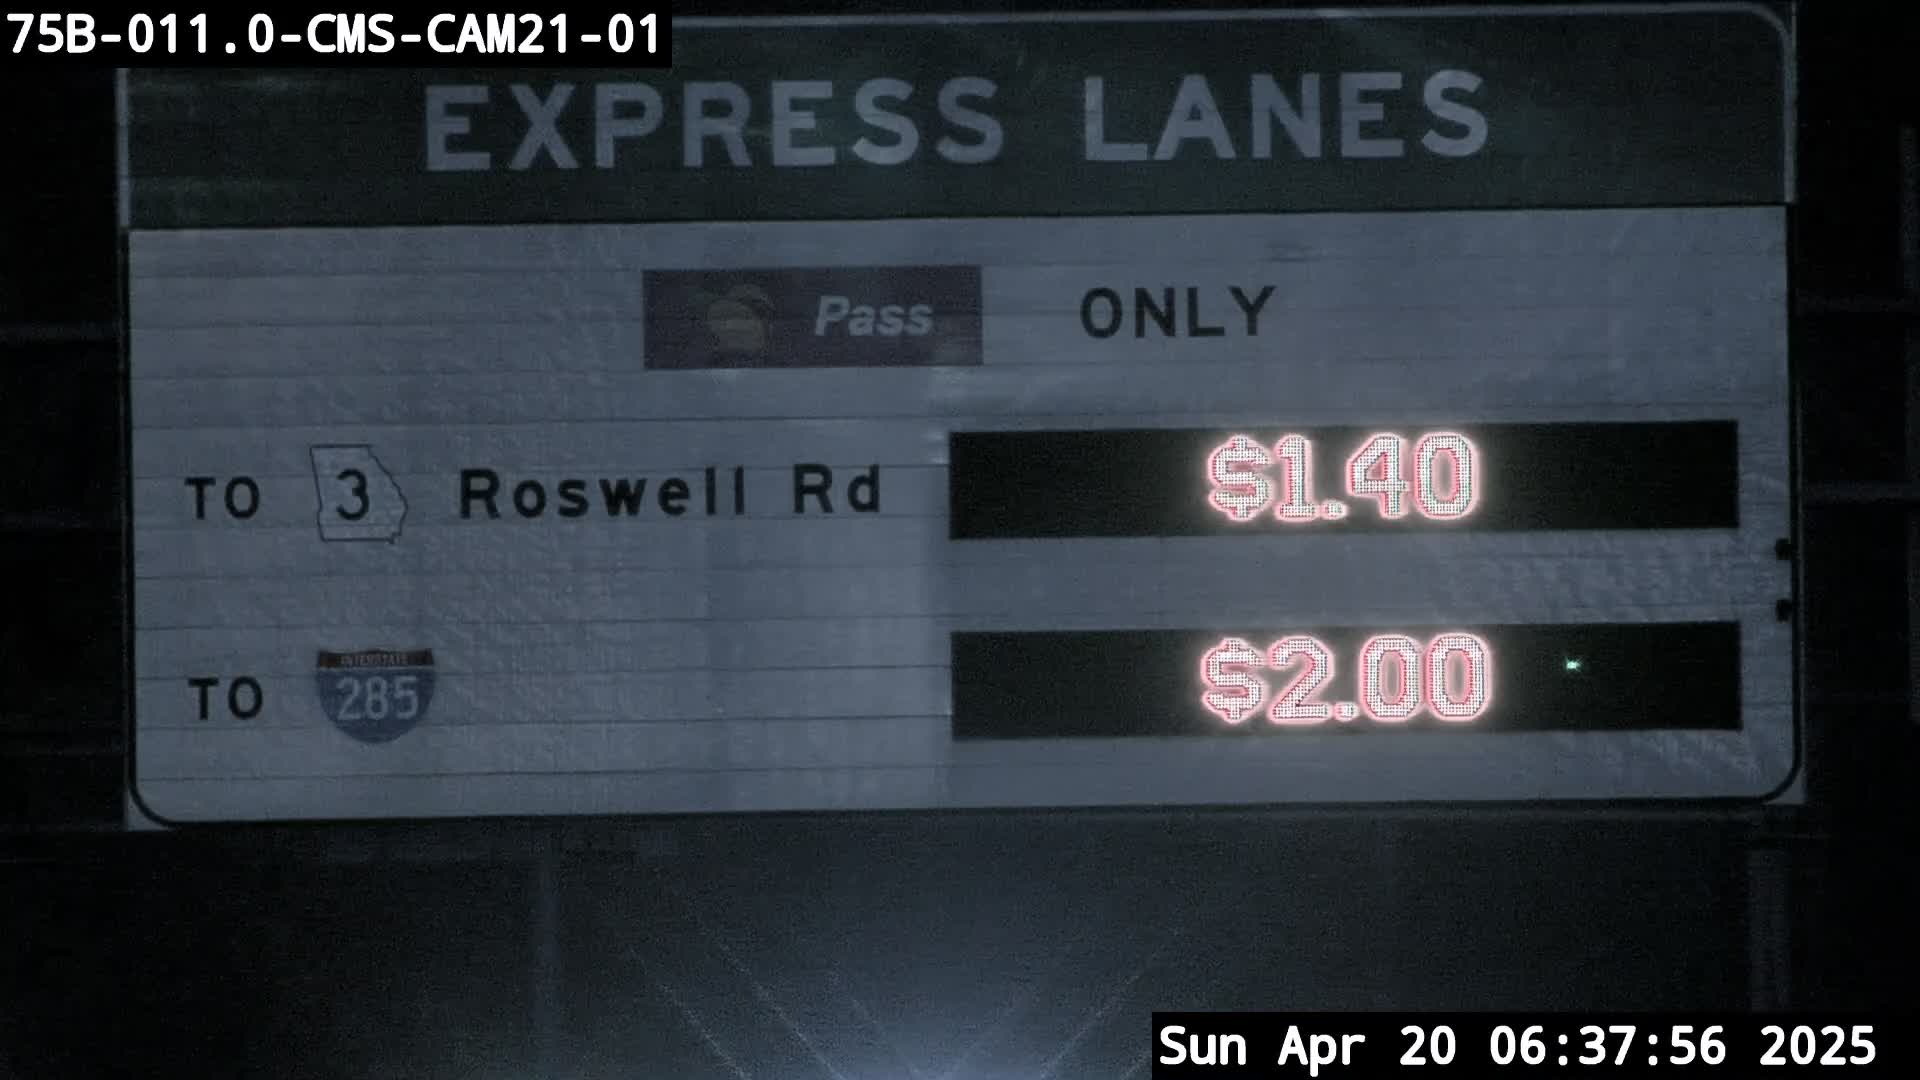 75B-011.0-CMS-CAM21-01
EXPRESS LANES
Pass ONLY
TO 3 Roswell Rd $1.40
INTERSTATE
TO 285 $2.00
Sun Apr 20 06:37:56 2025